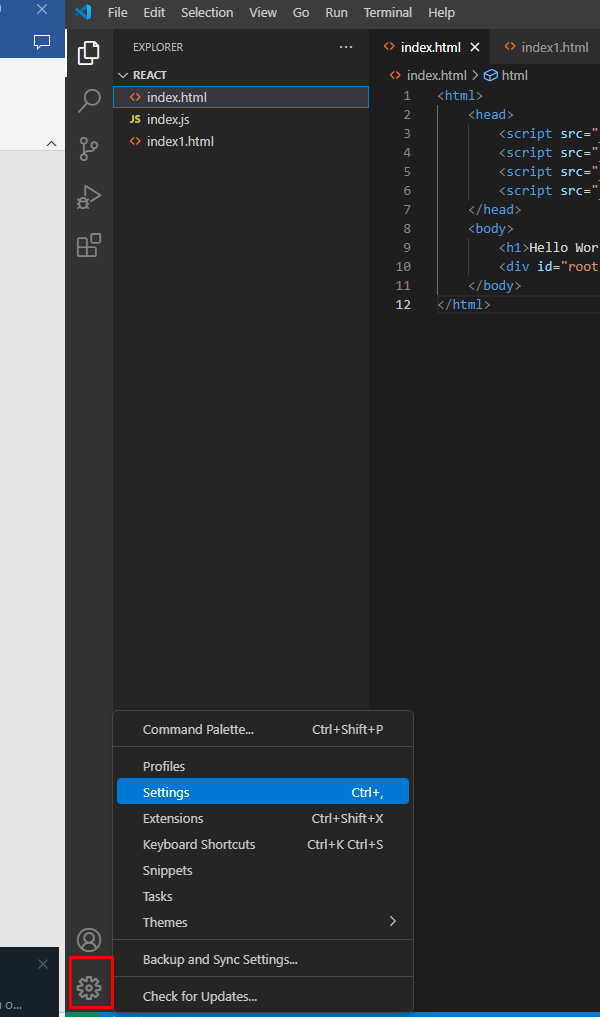 File Edit Selection View Go Run Terminal Help
EXPLORER ...
REACT
index.html
JS index.js
index1.html
index.html index1.html
index.html > html
1 <html>
2 <head>
3 <script src="
4 <script src="
5 <script src="
6 <script src="
7 </head>
8 <body>
9 <h1>Hello Wor
10 <div id="root
11 </body>
12 </html>
Command Palette... Ctrl+Shift+P
Profiles
Settings Ctrl+,
Extensions Ctrl+Shift+X
Keyboard Shortcuts Ctrl+K Ctrl+S
Snippets
Tasks
Themes
Backup and Sync Settings...
Check for Updates...
o...